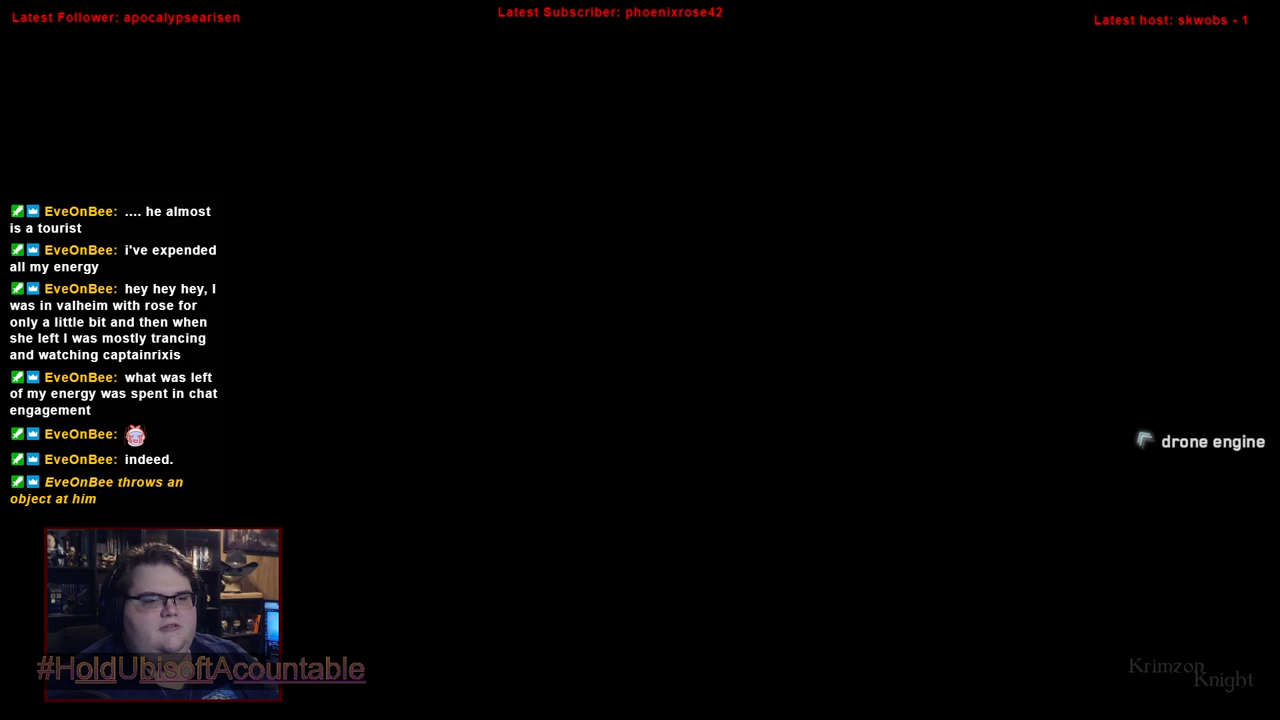 Latest Follower: apocalypsearisen
Latest Subscriber: phoenixrose42
Latest host: skwobs - 1
EveOnBee: .... he almost
is a tourist
EveOnBee: i've expended
all my energy
EveOnBee: hey hey hey, I
was in valheim with rose for
only a little bit and then when
she left I was mostly trancing
and watching captainrixis
EveOnBee: what was left
of my energy was spent in chat
engagement
EveOnBee:
EveOnBee: indeed.
EveOnBee throws an
object at him
drone engine
#HoldUbisoftAcountable
Krimzon
Knight